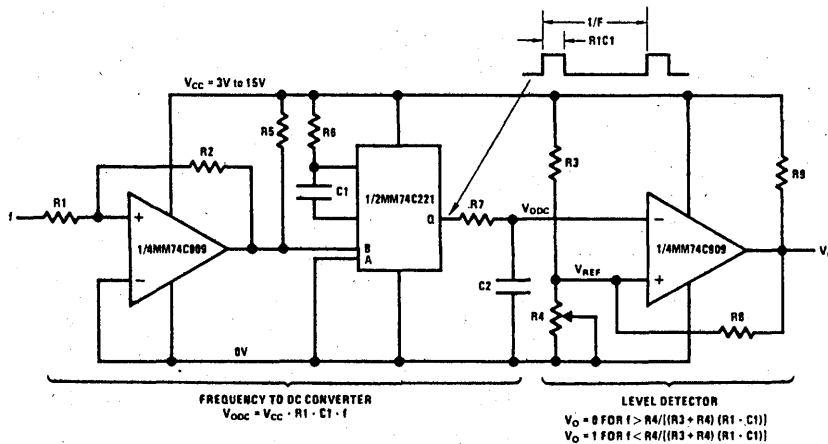 1/F
R1C1
VCC = 3V to 15V
R5
R6
R2
R3
R9
C1
1/2MM74C221
R1
f
+
1/4MM74C909
−
Q
R7
VODC
B
A
−
1/4MM74C909
+
VREF
C2
R4
R8
0V
FREQUENCY TO DC CONVERTER
VODC = VCC · R1 · C1 · f
LEVEL DETECTOR
VO = 0 FOR f > R4/[(R3 + R4) (R1 · C1)]
VO = 1 FOR f < R4/[(R3 + R4) (R1 · C1)]